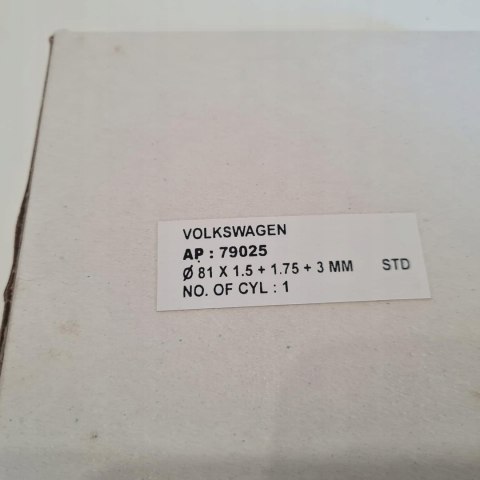 VOLKSWAGEN
AP : 79025
Ø 81 X 1.5 + 1.75 + 3 MM STD
NO. OF CYL : 1